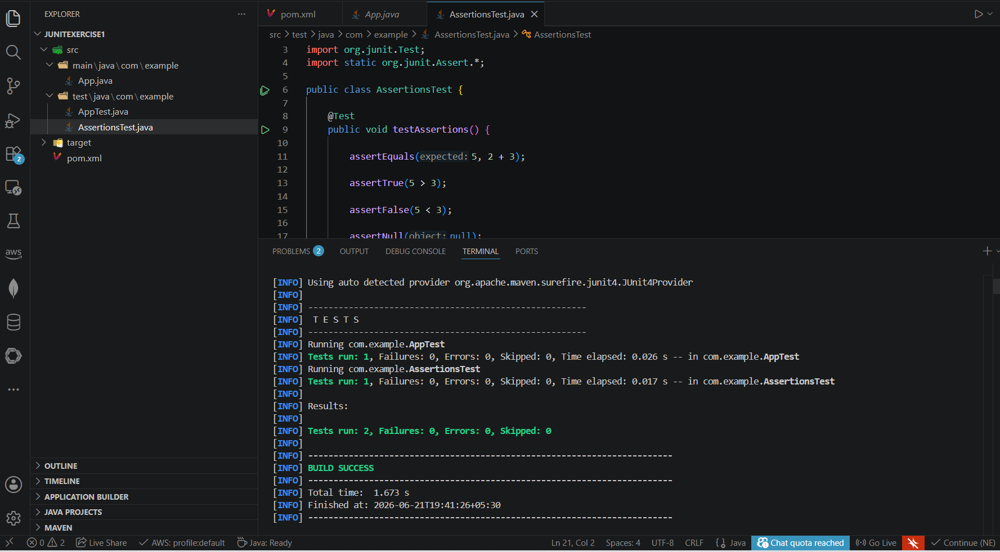 EXPLORER
JUNITEXERCISE1
src
main\java\com\example
App.java
test\java\com\example
AppTest.java
AssertionsTest.java
target
pom.xml
2
aws
OUTLINE
TIMELINE
APPLICATION BUILDER
JAVA PROJECTS
MAVEN
pom.xml
App.java
AssertionsTest.java
src > test > java > com > example > AssertionsTest.java > AssertionsTest
3 import org.junit.Test;
4 import static org.junit.Assert.*;
5
6 public class AssertionsTest {
7
8 @Test
9 public void testAssertions() {
10
11 assertEquals(expected: 5, 2 + 3);
12
13 assertTrue(5 > 3);
14
15 assertFalse(5 < 3);
16
17 assertNull(object: null);
PROBLEMS 2 OUTPUT DEBUG CONSOLE TERMINAL PORTS
[INFO] Using auto detected provider org.apache.maven.surefire.junit4.JUnit4Provider
[INFO]
[INFO] -------------------------------------------------------
[INFO]  T E S T S
[INFO] -------------------------------------------------------
[INFO] Running com.example.AppTest
[INFO] Tests run: 1, Failures: 0, Errors: 0, Skipped: 0, Time elapsed: 0.026 s -- in com.example.AppTest
[INFO] Running com.example.AssertionsTest
[INFO] Tests run: 1, Failures: 0, Errors: 0, Skipped: 0, Time elapsed: 0.017 s -- in com.example.AssertionsTest
[INFO]
[INFO] Results:
[INFO]
[INFO] Tests run: 2, Failures: 0, Errors: 0, Skipped: 0
[INFO]
[INFO] ------------------------------------------------------------------------
[INFO] BUILD SUCCESS
[INFO] ------------------------------------------------------------------------
[INFO] Total time:  1.673 s
[INFO] Finished at: 2026-06-21T19:41:26+05:30
[INFO] ------------------------------------------------------------------------
0 2 Live Share AWS: profile:default Java: Ready Ln 21, Col 2 Spaces: 4 UTF-8 CRLF {} Java Chat quota reached Go Live Continue (NE)